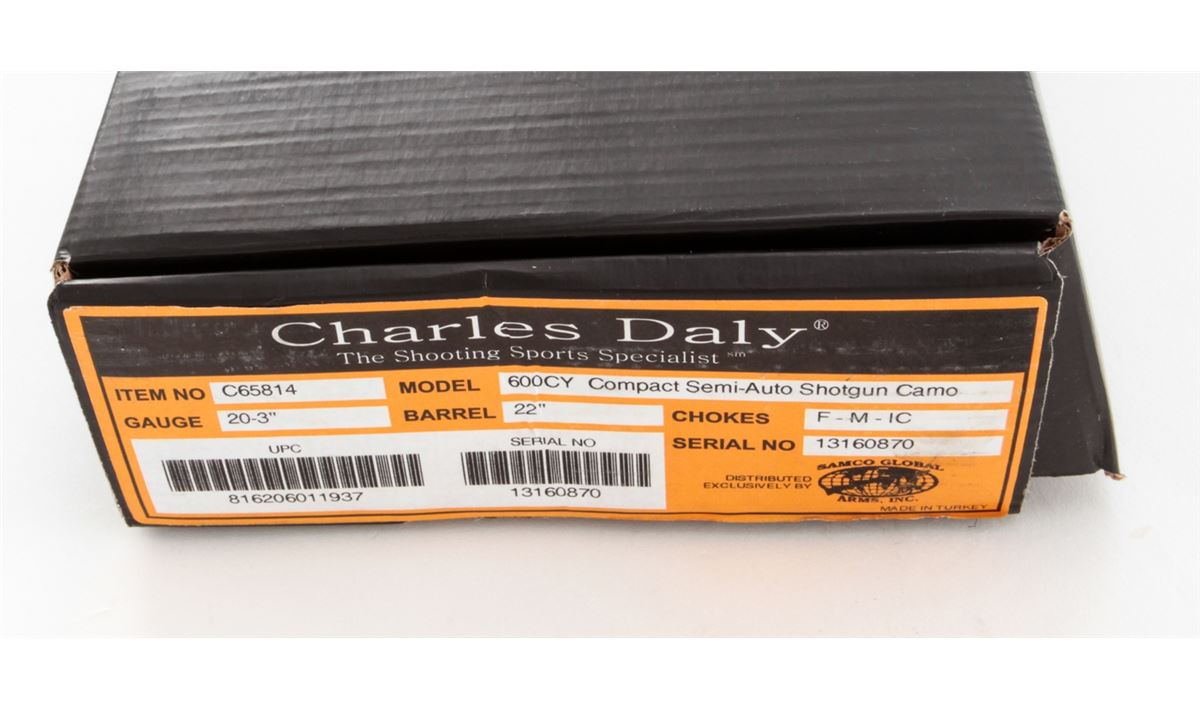 Charles Daly®
The Shooting Sports Specialist sm
ITEM NO C65814 MODEL 600CY Compact Semi-Auto Shotgun Camo
GAUGE 20-3" BARREL 22" CHOKES F - M - IC
SERIAL NO 13160870
UPC
816206011937
SERIAL NO
13160870
DISTRIBUTED
EXCLUSIVELY BY
SAMCO GLOBAL
ARMS, INC.
MADE IN TURKEY